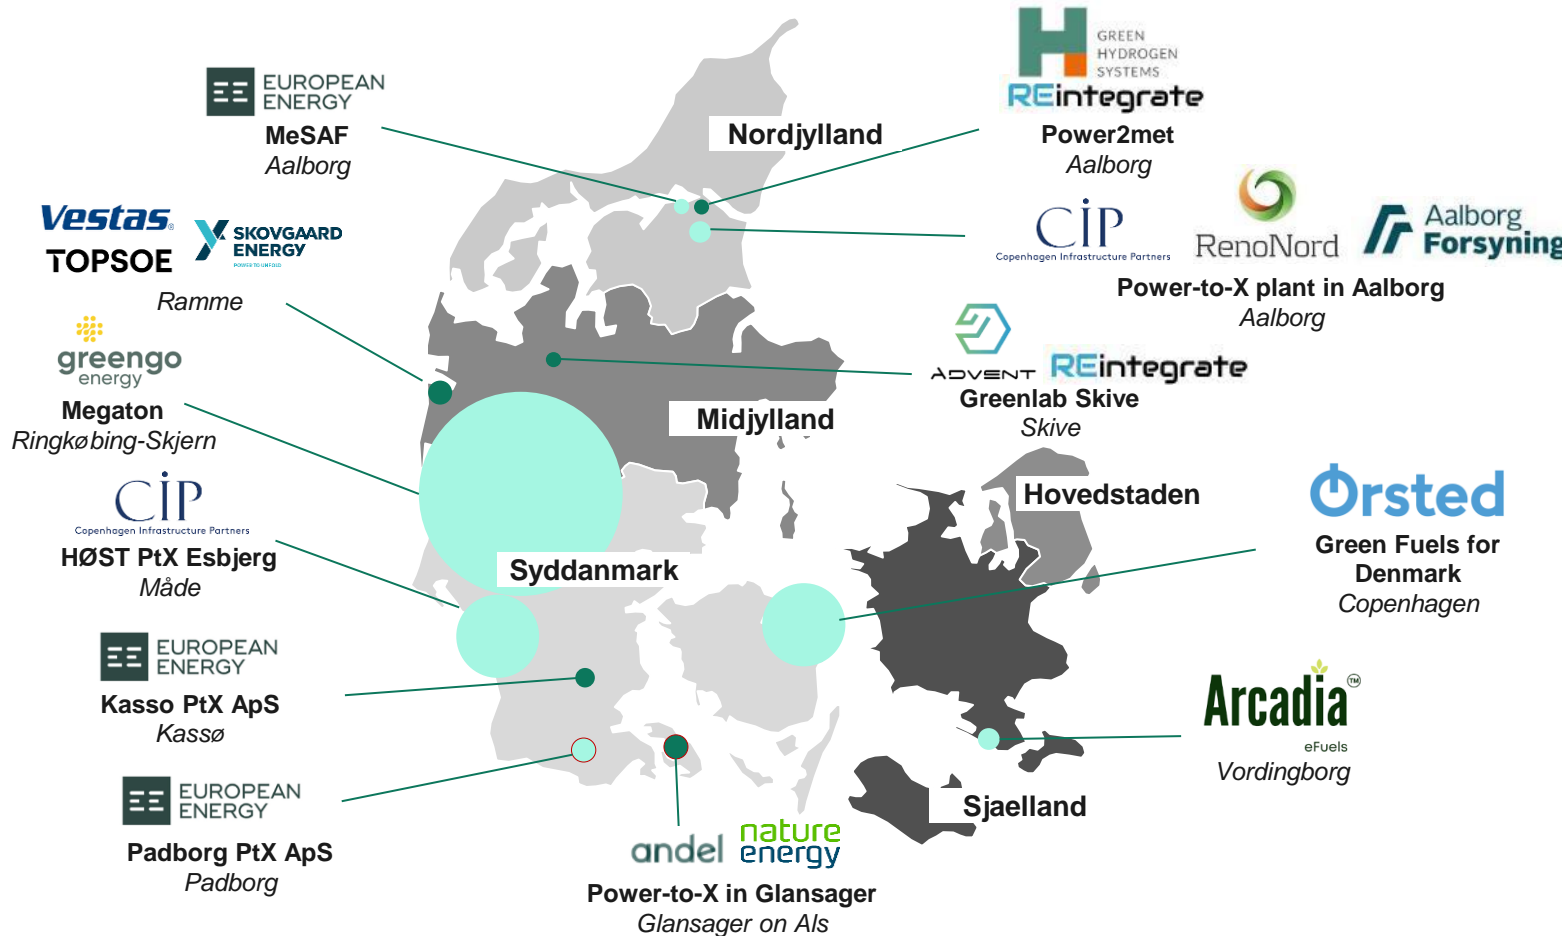 EUROPEAN
ENERGY
MeSAF
Aalborg
Vestas®
TOPSOE
SKOVGAARD
ENERGY
POWER TO UNFOLD
Ramme
greengo
energy
Megaton
Ringkøbing-Skjern
CIP
Copenhagen Infrastructure Partners
HØST PtX Esbjerg
Måde
EUROPEAN
ENERGY
Kasso PtX ApS
Kassø
EUROPEAN
ENERGY
Padborg PtX ApS
Padborg
Nordjylland
Midjylland
Syddanmark
Hovedstaden
Sjaelland
andel
nature
energy
Power-to-X in Glansager
Glansager on Als
GREEN
HYDROGEN
SYSTEMS
REintegrate
Power2met
Aalborg
CIP
Copenhagen Infrastructure Partners
RenoNord
Aalborg
Forsyning
Power-to-X plant in Aalborg
Aalborg
ADVENT
REintegrate
Greenlab Skive
Skive
Ørsted
Green Fuels for
Denmark
Copenhagen
Arcadia™
eFuels
Vordingborg